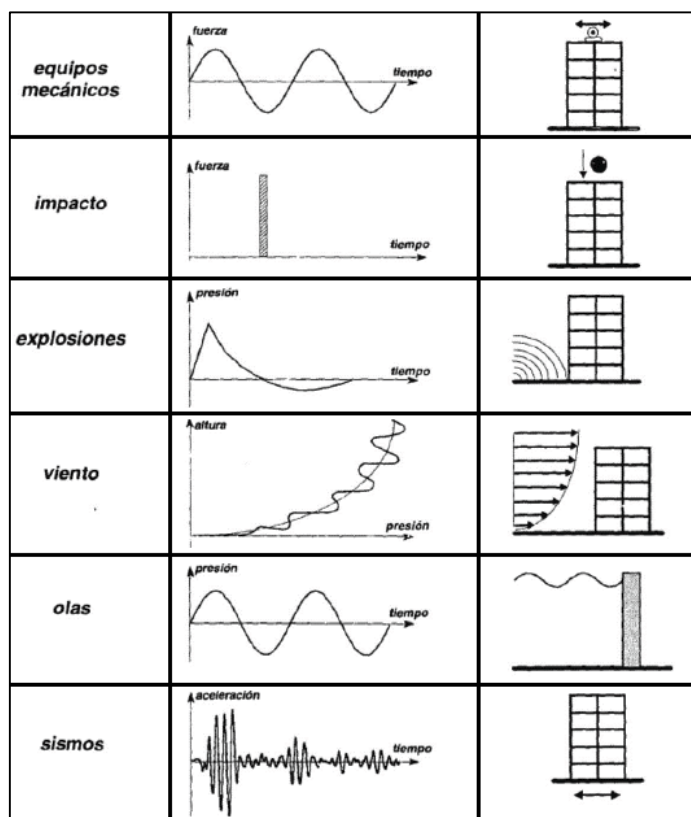 equipos
mecánicos
fuerza
tiempo
impacto
fuerza
tiempo
explosiones
presión
tiempo
viento
altura
presión
olas
presión
tiempo
sismos
aceleración
tiempo